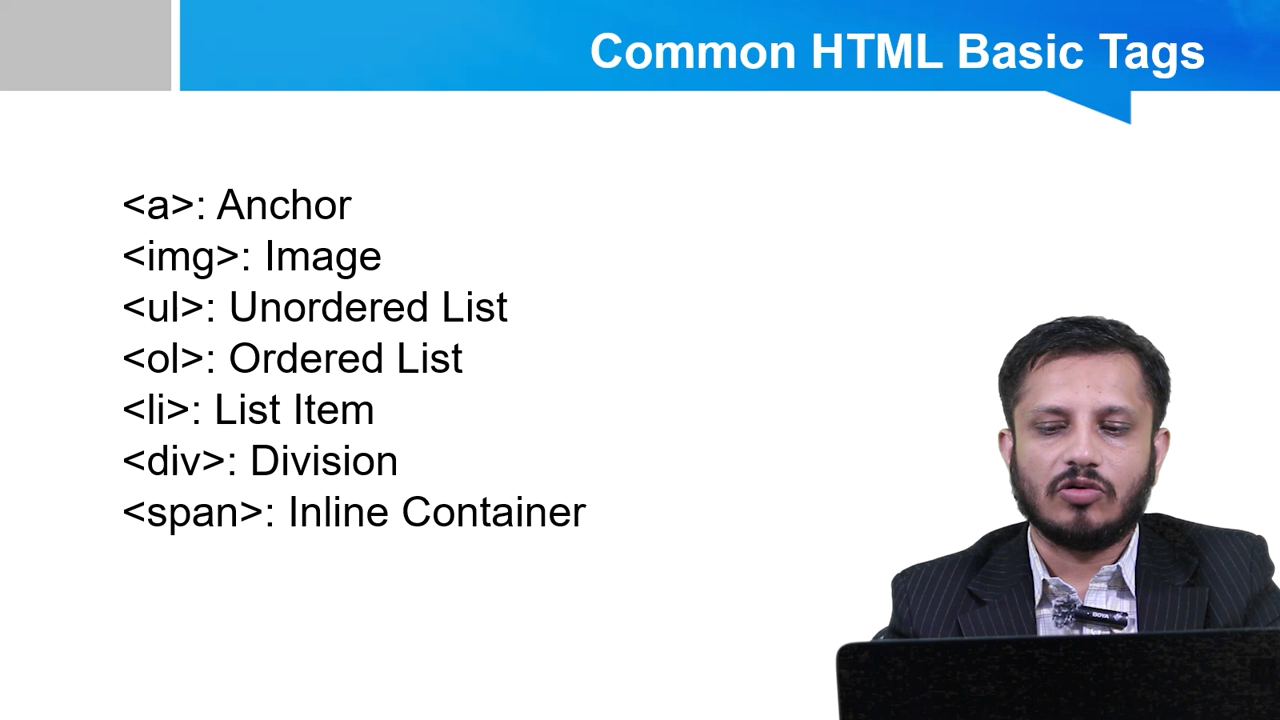 Common HTML Basic Tags
<a>: Anchor
<img>: Image
<ul>: Unordered List
<ol>: Ordered List
<li>: List Item
<div>: Division
<span>: Inline Container
BOYA